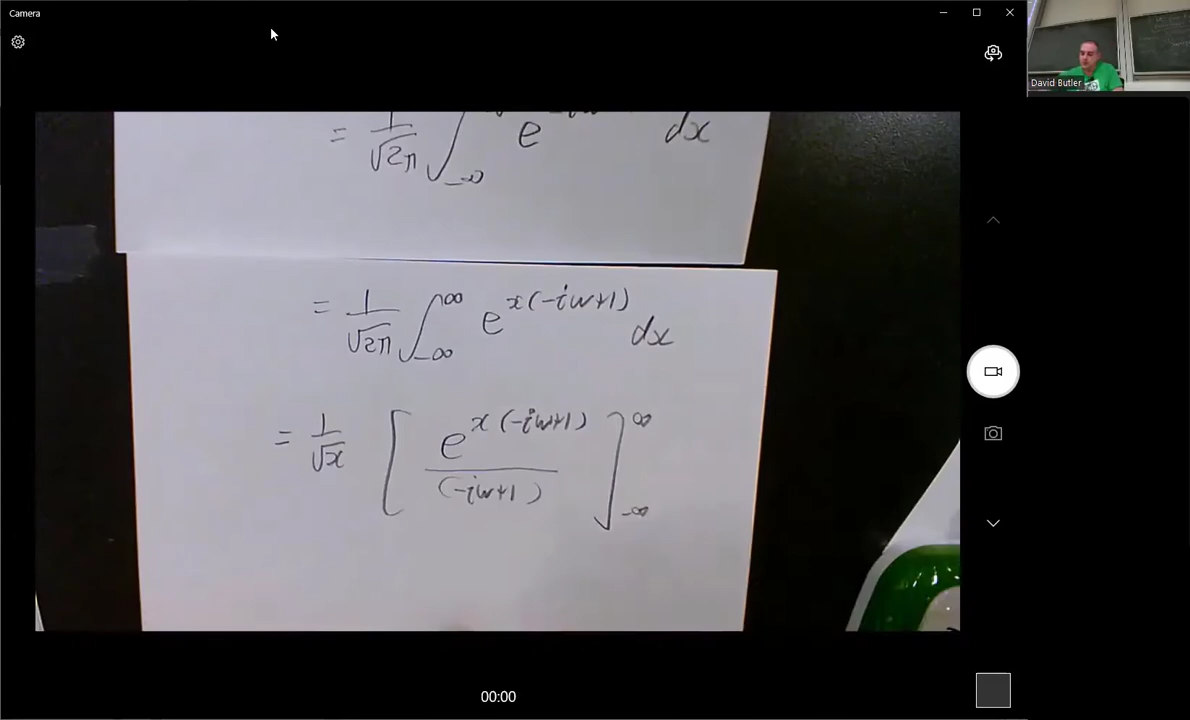 Camera
David Butler
= 1/√2π ∫_-∞ e dx
= 1/√2π ∫_-∞^∞ e^x(-iw+1) dx
= 1/√x [ e^x(-iw+1) / (-iw+1) ]_-∞^∞
00:00